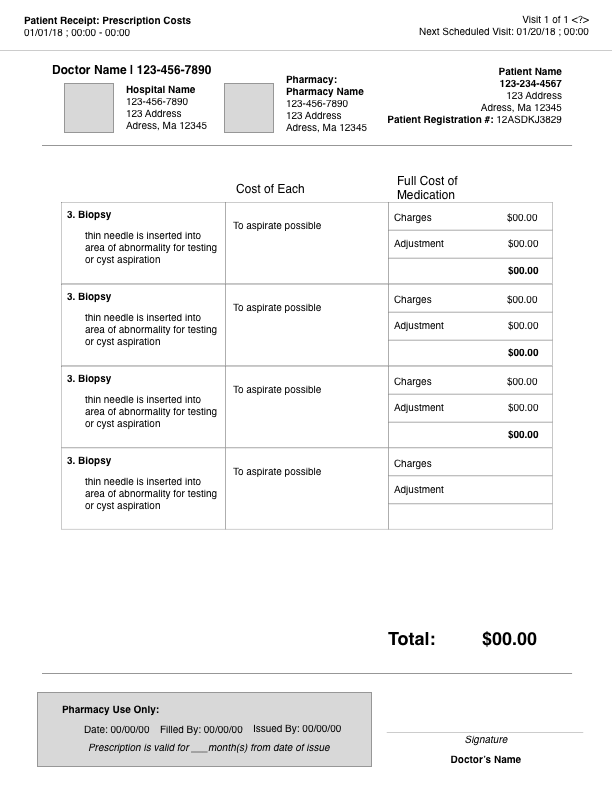 Patient Receipt: Prescription Costs
01/01/18 ; 00:00 - 00:00
Visit 1 of 1 <?>
Next Scheduled Visit: 01/20/18 ; 00:00
Doctor Name | 123-456-7890
Hospital Name
123-456-7890
123 Address
Adress, Ma 12345
Pharmacy:
Pharmacy Name
123-456-7890
123 Address
Adress, Ma 12345
Patient Name
123-234-4567
123 Address
Adress, Ma 12345
Patient Registration #: 12ASDKJ3829
Cost of Each
Full Cost of
Medication
3. Biopsy
thin needle is inserted into
area of abnormality for testing
or cyst aspiration
To aspirate possible
Charges $00.00
Adjustment $00.00
$00.00
3. Biopsy
thin needle is inserted into
area of abnormality for testing
or cyst aspiration
To aspirate possible
Charges $00.00
Adjustment $00.00
$00.00
3. Biopsy
thin needle is inserted into
area of abnormality for testing
or cyst aspiration
To aspirate possible
Charges $00.00
Adjustment $00.00
$00.00
3. Biopsy
thin needle is inserted into
area of abnormality for testing
or cyst aspiration
To aspirate possible
Charges
Adjustment
Total: $00.00
Pharmacy Use Only:
Date: 00/00/00 Filled By: 00/00/00 Issued By: 00/00/00
Prescription is valid for ___month(s) from date of issue
Signature
Doctor's Name